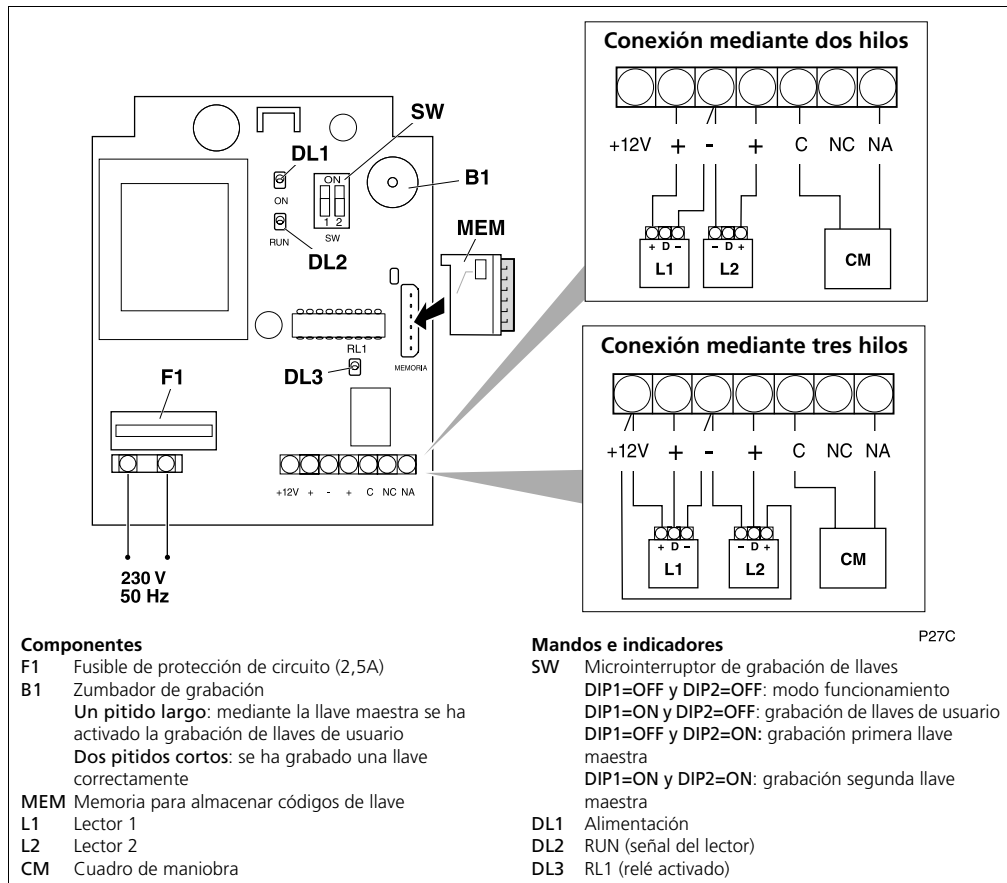 SW
DL1
ON
ON
1 2
SW
B1
RUN
DL2
MEM
RL1
DL3
MEMORIA
F1
+12V + - + C NC NA
230 V
50 Hz
Conexión mediante dos hilos
+12V + - + C NC NA
+ D -
L1
- D +
L2
CM
Conexión mediante tres hilos
+12V + - + C NC NA
+ D -
L1
- D +
L2
CM
P27C
Componentes
F1 Fusible de protección de circuito (2,5A)
B1 Zumbador de grabación
Un pitido largo: mediante la llave maestra se ha
activado la grabación de llaves de usuario
Dos pitidos cortos: se ha grabado una llave
correctamente
MEM Memoria para almacenar códigos de llave
L1 Lector 1
L2 Lector 2
CM Cuadro de maniobra
Mandos e indicadores
SW Microinterruptor de grabación de llaves
DIP1=OFF y DIP2=OFF: modo funcionamiento
DIP1=ON y DIP2=OFF: grabación de llaves de usuario
DIP1=OFF y DIP2=ON: grabación primera llave
maestra
DIP1=ON y DIP2=ON: grabación segunda llave
maestra
DL1 Alimentación
DL2 RUN (señal del lector)
DL3 RL1 (relé activado)